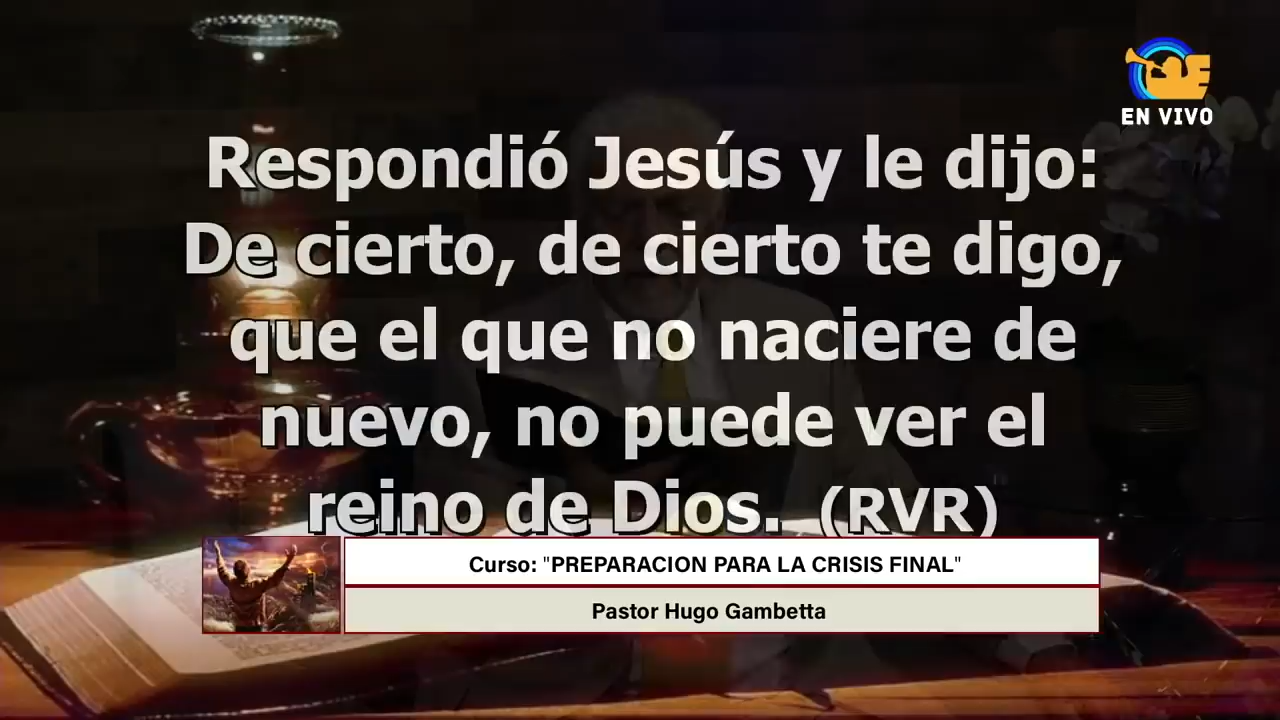 EN VIVO
Respondió Jesús y le dijo:
De cierto, de cierto te digo,
que el que no naciere de
nuevo, no puede ver el
reino de Dios. (RVR)
Curso: "PREPARACION PARA LA CRISIS FINAL"
Pastor Hugo Gambetta